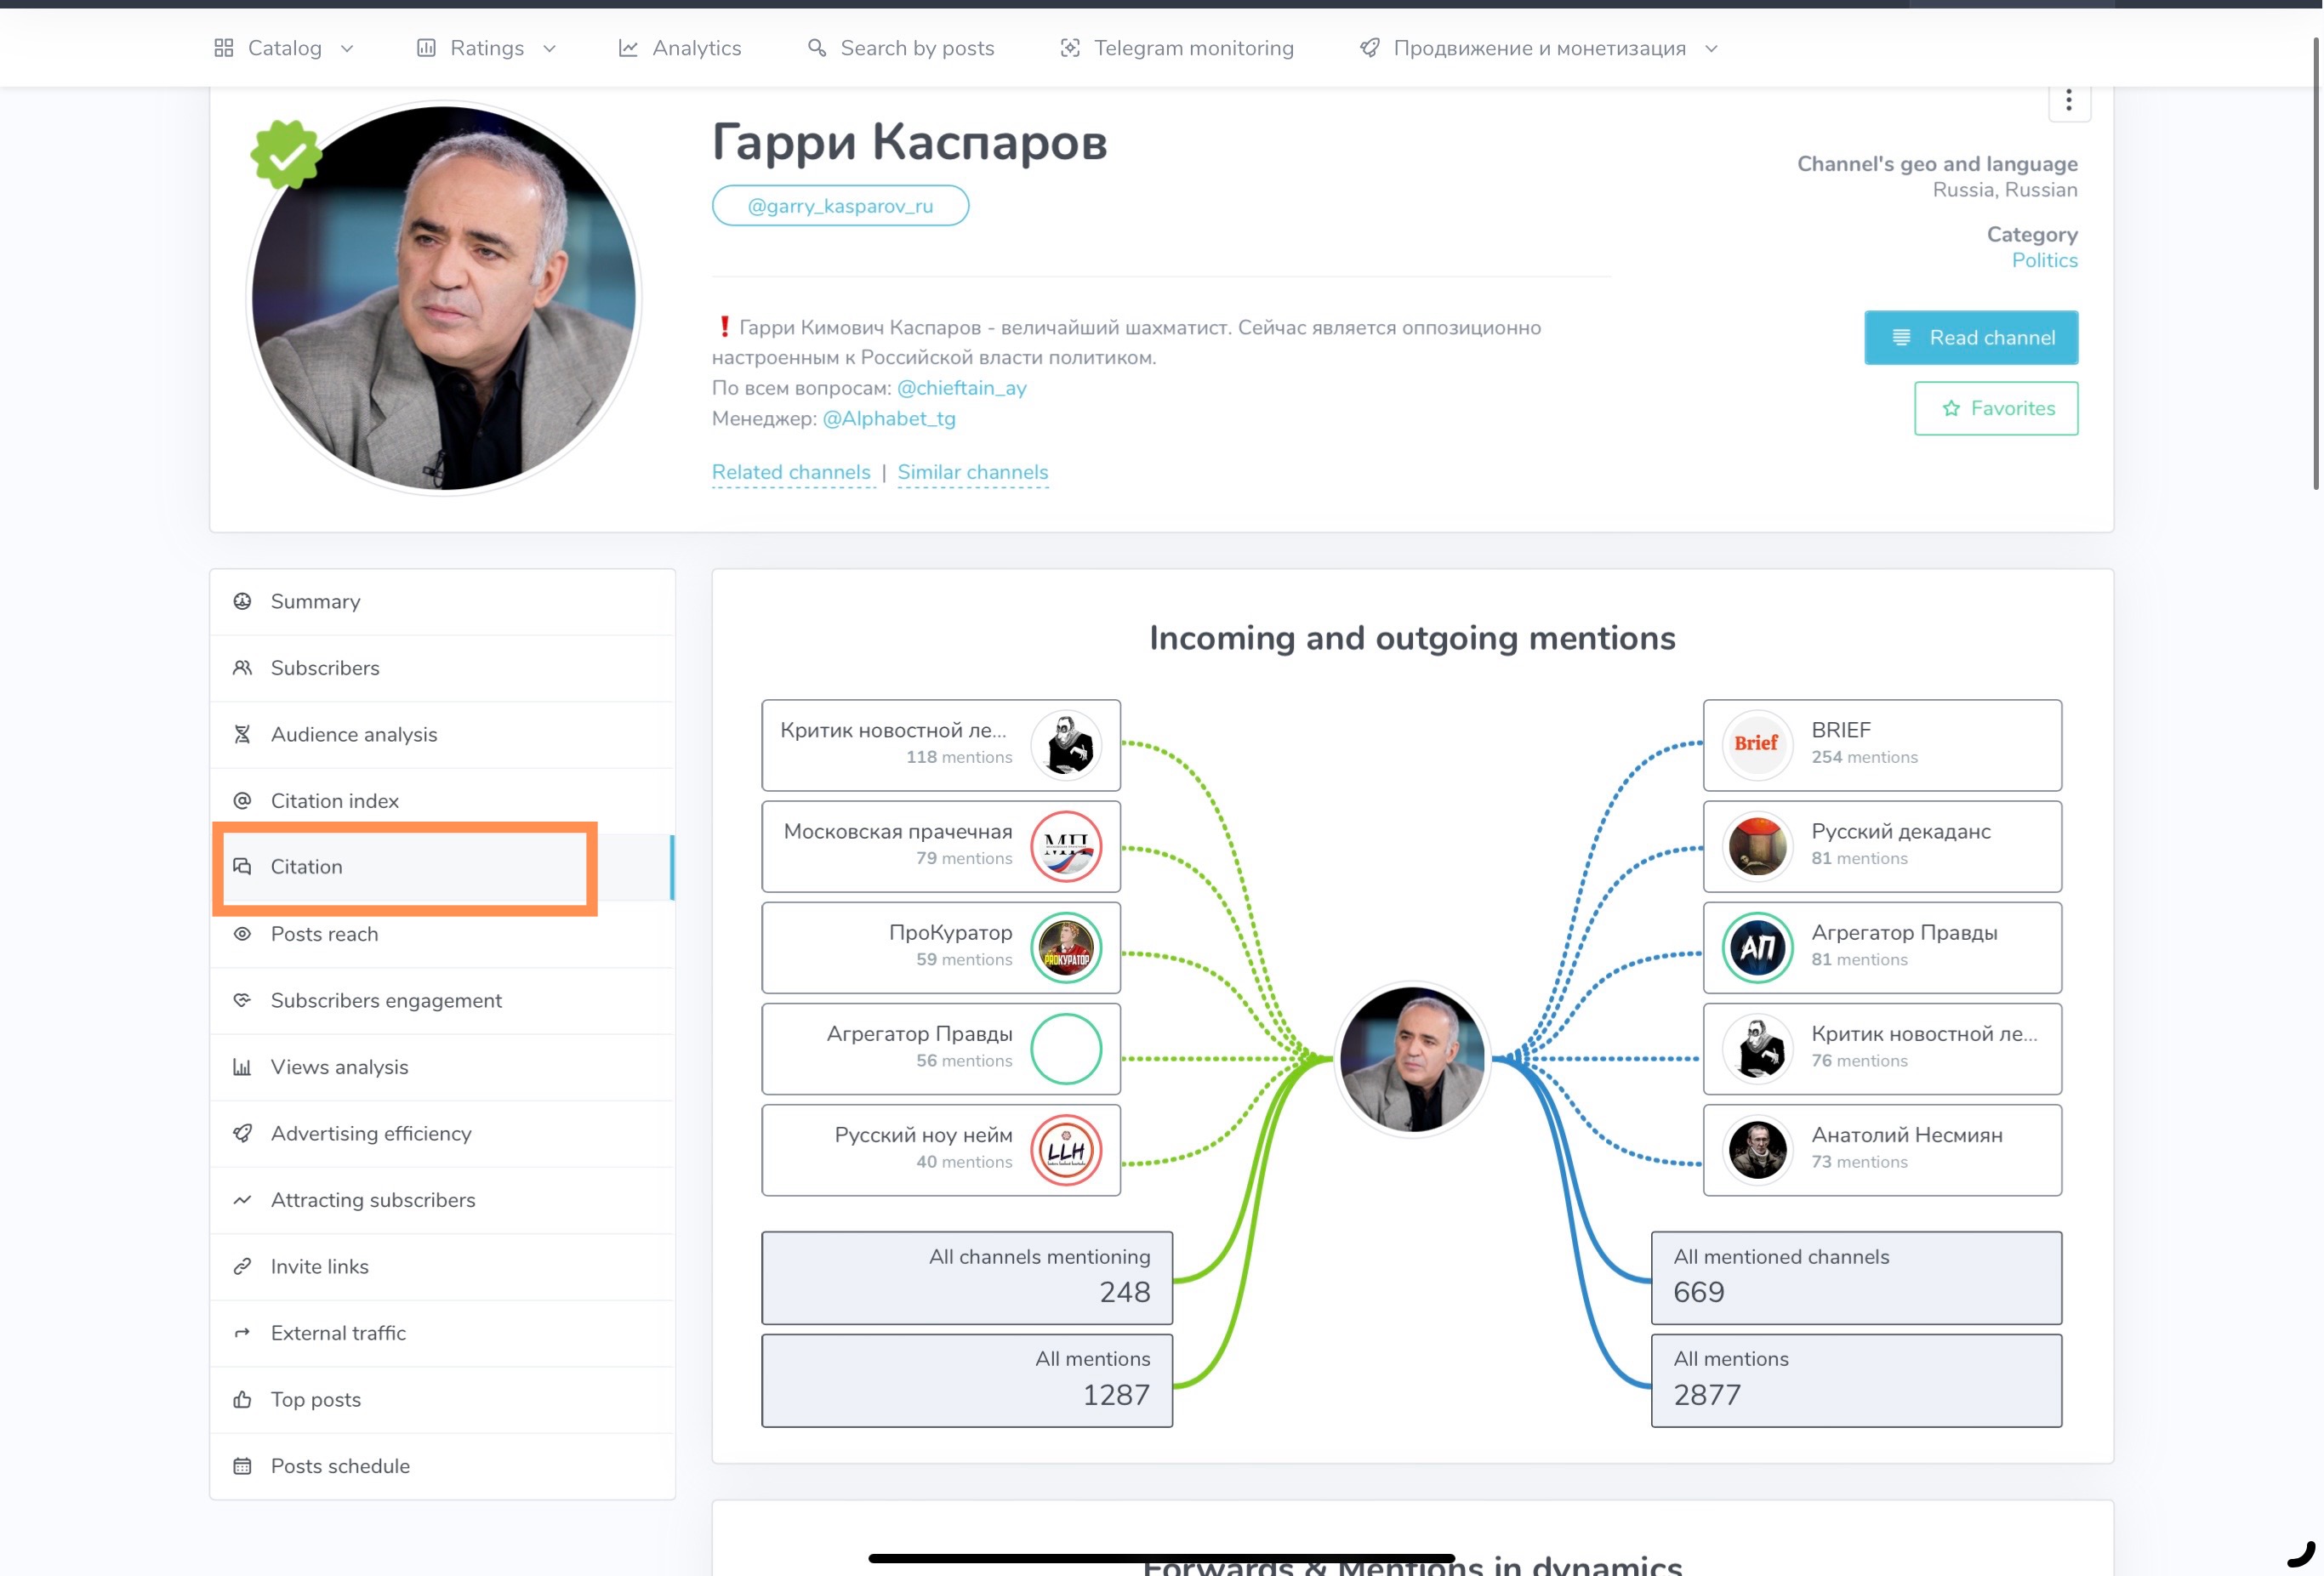 Catalog
Ratings
Analytics
Search by posts
Telegram monitoring
Продвижение и монетизация
Гарри Каспаров
@garry_kasparov_ru
❗ Гарри Кимович Каспаров - величайший шахматист. Сейчас является оппозиционно
настроенным к Российской власти политиком.
По всем вопросам: @chieftain_ay
Менеджер: @Alphabet_tg
Related channels | Similar channels
Channel's geo and language
Russia, Russian
Category
Politics
Read channel
Favorites
Summary
Subscribers
Audience analysis
Citation index
Citation
Posts reach
Subscribers engagement
Views analysis
Advertising efficiency
Attracting subscribers
Invite links
External traffic
Top posts
Posts schedule
Incoming and outgoing mentions
Критик новостной ле...
118 mentions
Московская прачечная
79 mentions
МП
ПроКуратор
59 mentions
PROКУРАТОР
Агрегатор Правды
56 mentions
Русский ноу нейм
40 mentions
LLH
All channels mentioning
248
All mentions
1287
Brief
BRIEF
254 mentions
Русский декаданс
81 mentions
АП
Агрегатор Правды
81 mentions
Критик новостной ле...
76 mentions
Анатолий Несмиян
73 mentions
All mentioned channels
669
All mentions
2877
Forwards & Mentions in dynamics